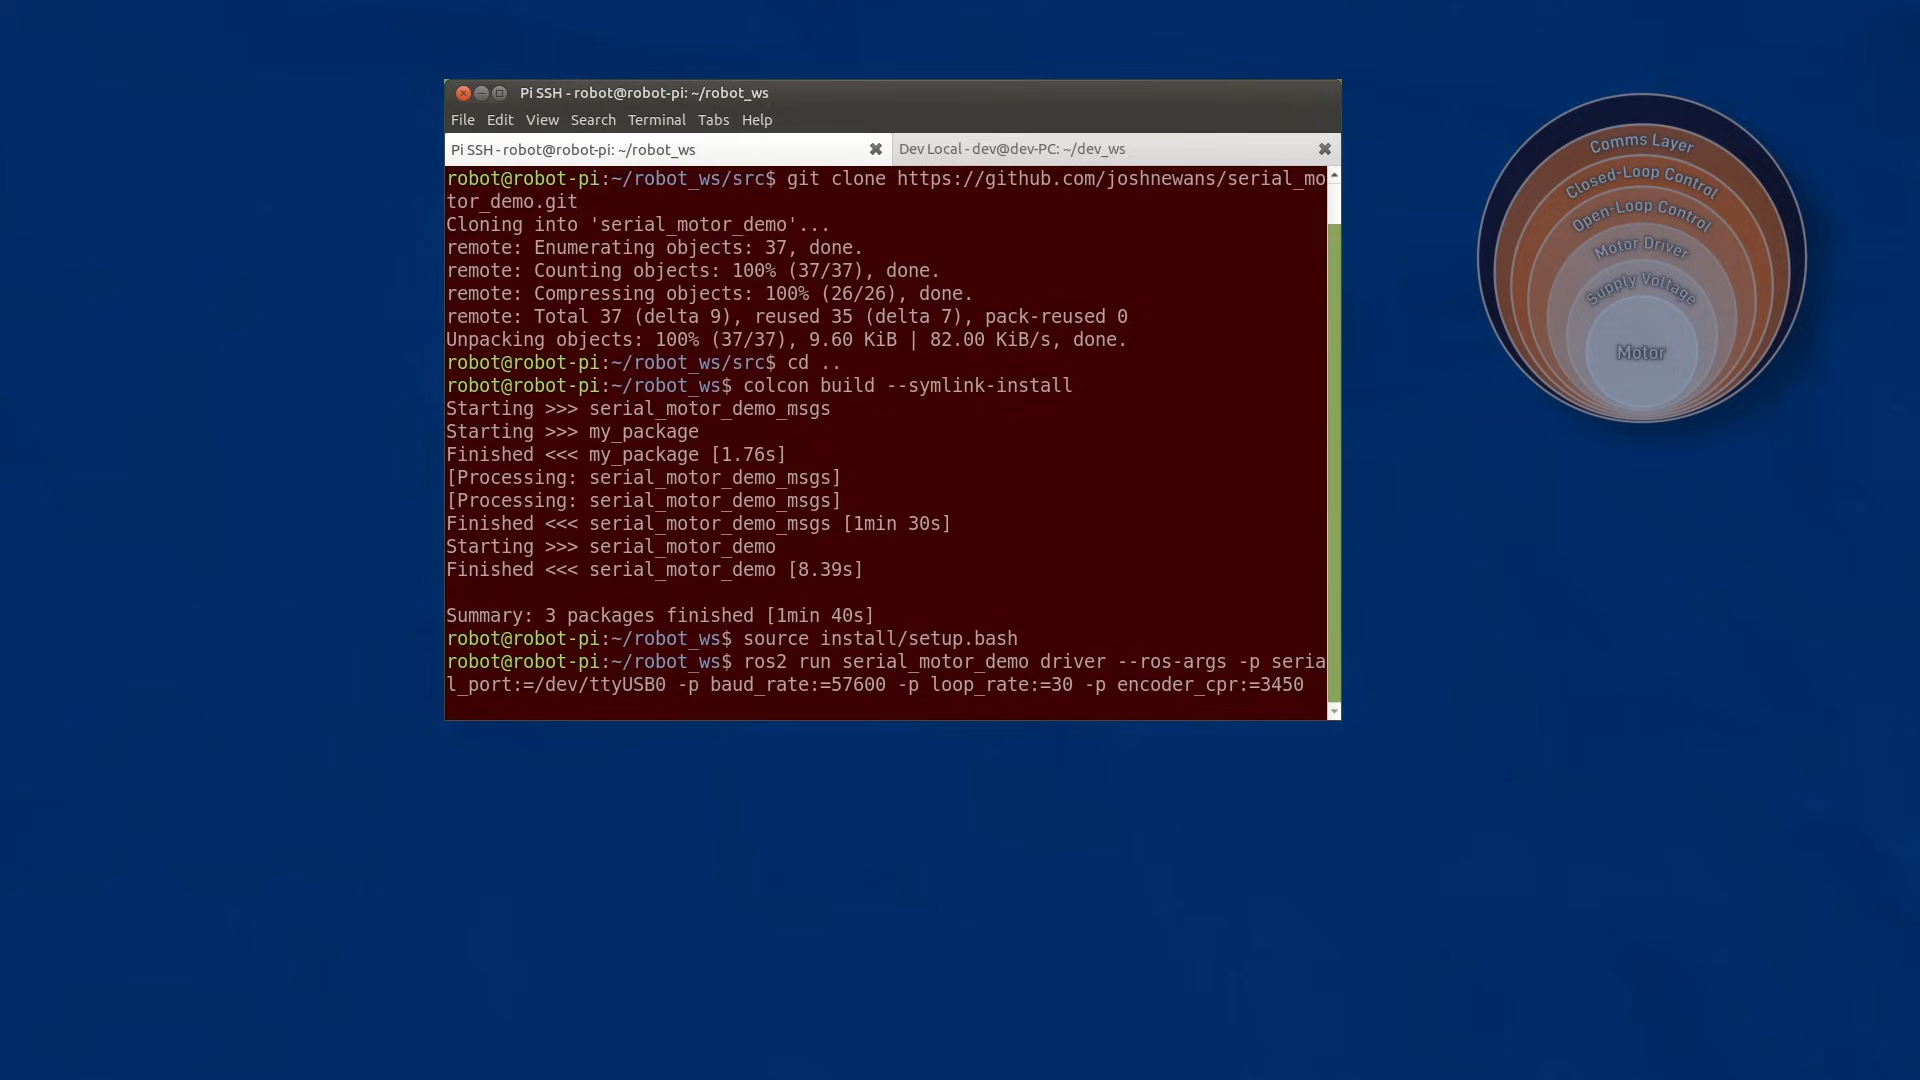 Pi SSH - robot@robot-pi: ~/robot_ws
File Edit View Search Terminal Tabs Help
Pi SSH - robot@robot-pi: ~/robot_ws
Dev Local - dev@dev-PC: ~/dev_ws
robot@robot-pi:~/robot_ws/src$ git clone https://github.com/joshnewans/serial_mo
tor_demo.git
Cloning into 'serial_motor_demo'...
remote: Enumerating objects: 37, done.
remote: Counting objects: 100% (37/37), done.
remote: Compressing objects: 100% (26/26), done.
remote: Total 37 (delta 9), reused 35 (delta 7), pack-reused 0
Unpacking objects: 100% (37/37), 9.60 KiB | 82.00 KiB/s, done.
robot@robot-pi:~/robot_ws/src$ cd ..
robot@robot-pi:~/robot_ws$ colcon build --symlink-install
Starting >>> serial_motor_demo_msgs
Starting >>> my_package
Finished <<< my_package [1.76s]
[Processing: serial_motor_demo_msgs]
[Processing: serial_motor_demo_msgs]
Finished <<< serial_motor_demo_msgs [1min 30s]
Starting >>> serial_motor_demo
Finished <<< serial_motor_demo [8.39s]
Summary: 3 packages finished [1min 40s]
robot@robot-pi:~/robot_ws$ source install/setup.bash
robot@robot-pi:~/robot_ws$ ros2 run serial_motor_demo driver --ros-args -p seria
l_port:=/dev/ttyUSB0 -p baud_rate:=57600 -p loop_rate:=30 -p encoder_cpr:=3450
Comms Layer
Closed-Loop Control
Open-Loop Control
Motor Driver
Supply Voltage
Motor